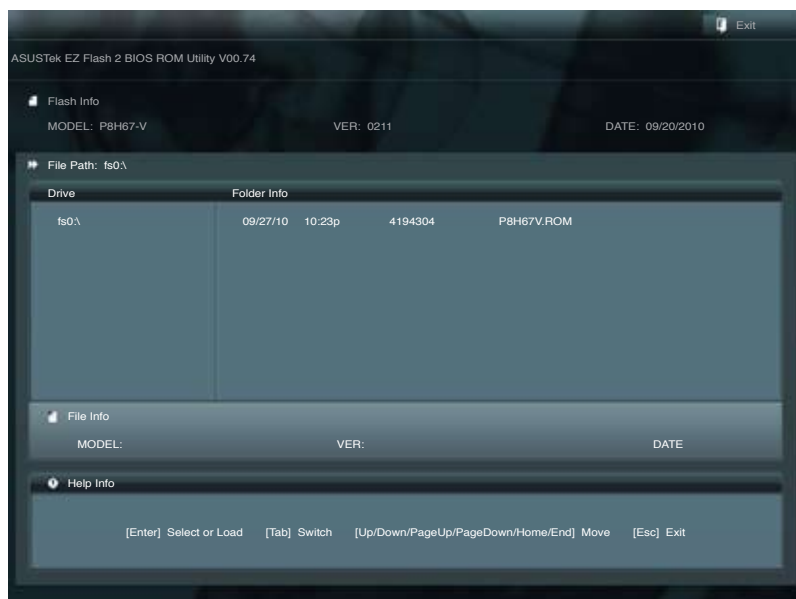 Exit
ASUSTek EZ Flash 2 BIOS ROM Utility V00.74
Flash Info
MODEL: P8H67-V VER: 0211 DATE: 09/20/2010
File Path: fs0:\
Drive Folder Info
fs0:\ 09/27/10 10:23p 4194304 P8H67V.ROM
File Info
MODEL: VER: DATE
Help Info
[Enter] Select or Load [Tab] Switch [Up/Down/PageUp/PageDown/Home/End] Move [Esc] Exit